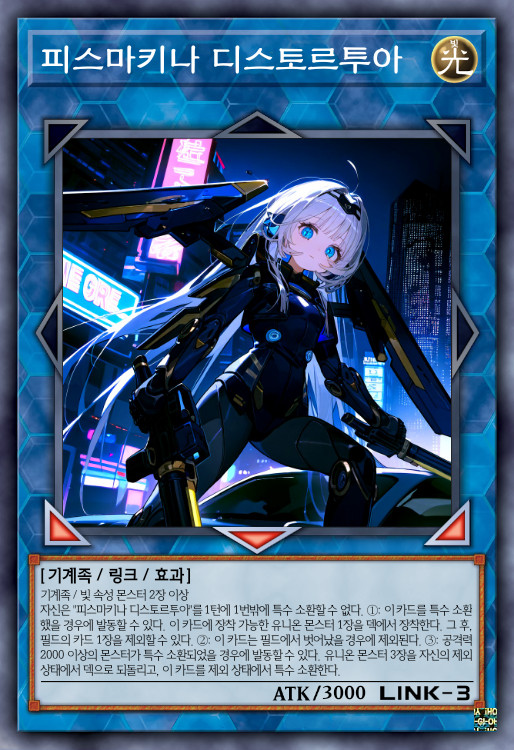 피스마키나 디스토르투아
빛
光
[기계족 / 링크 / 효과]
기계족 / 빛 속성 몬스터 2장 이상
자신은 "피스마키나 디스토르투아"를 1턴에 1번밖에 특수 소환할 수 없다. ①: 이 카드를 특수 소환
했을 경우에 발동할 수 있다. 이 카드에 장착 가능한 유니온 몬스터 1장을 덱에서 장착한다. 그 후,
필드의 카드 1장을 제외할 수 있다. ②: 이 카드는 필드에서 벗어났을 경우에 제외된다. ③: 공격력
2000 이상의 몬스터가 특수 소환되었을 경우에 발동할 수 있다. 유니온 몬스터 3장을 자신의 제외
상태에서 덱으로 되돌리고, 이 카드를 제외 상태에서 특수 소환한다.
ATK/3000 LINK-3